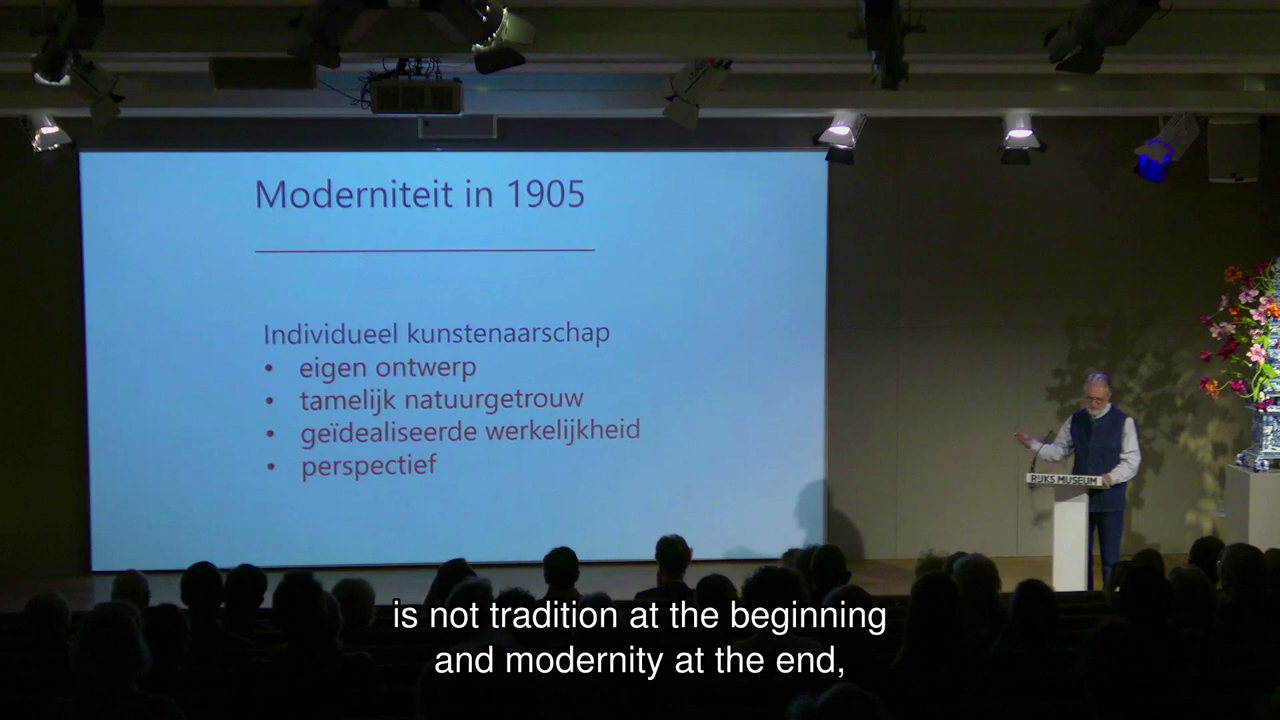 Moderniteit in 1905
Individueel kunstenaarschap
• eigen ontwerp
• tamelijk natuurgetrouw
• geïdealiseerde werkelijkheid
• perspectief
RIJKS MUSEUM
is not tradition at the beginning
and modernity at the end,